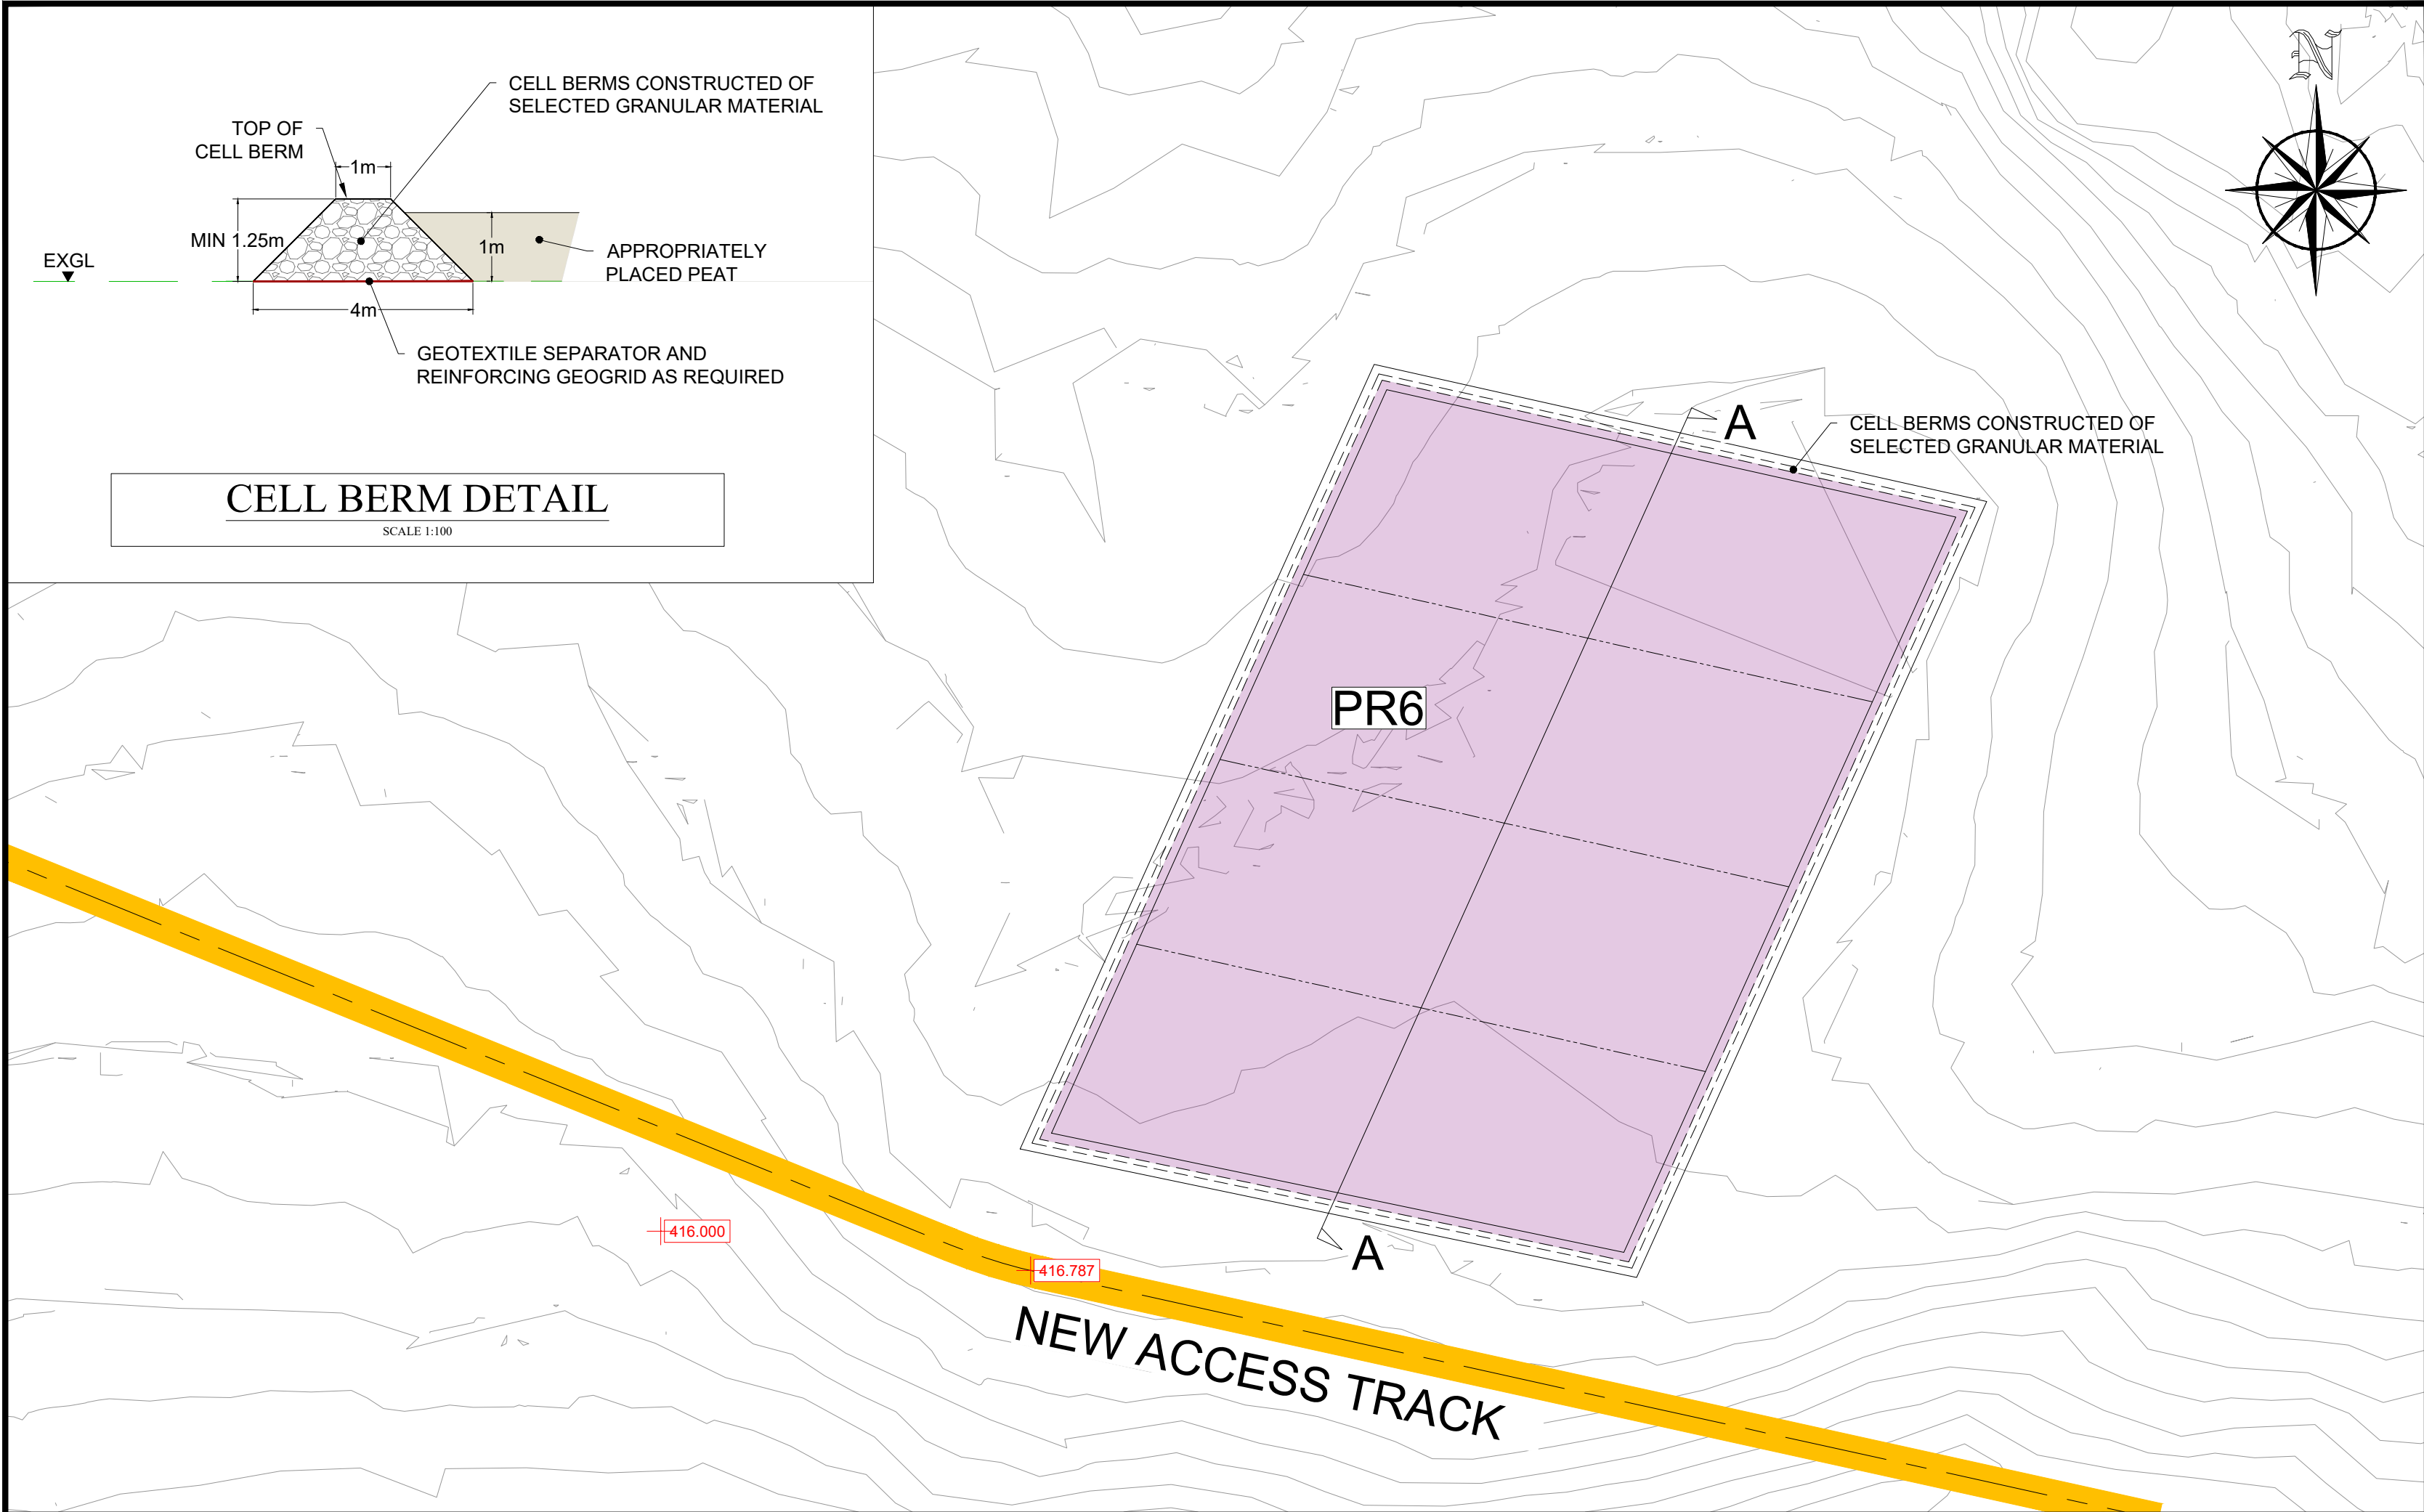 CELL BERMS CONSTRUCTED OF
SELECTED GRANULAR MATERIAL
TOP OF
CELL BERM
1m
MIN 1.25m
1m
EXGL
APPROPRIATELY
PLACED PEAT
4m
GEOTEXTILE SEPARATOR AND
REINFORCING GEOGRID AS REQUIRED
CELL BERM DETAIL
SCALE 1:100
N
A
CELL BERMS CONSTRUCTED OF
SELECTED GRANULAR MATERIAL
PR6
416.000
A
416.787
NEW ACCESS TRACK